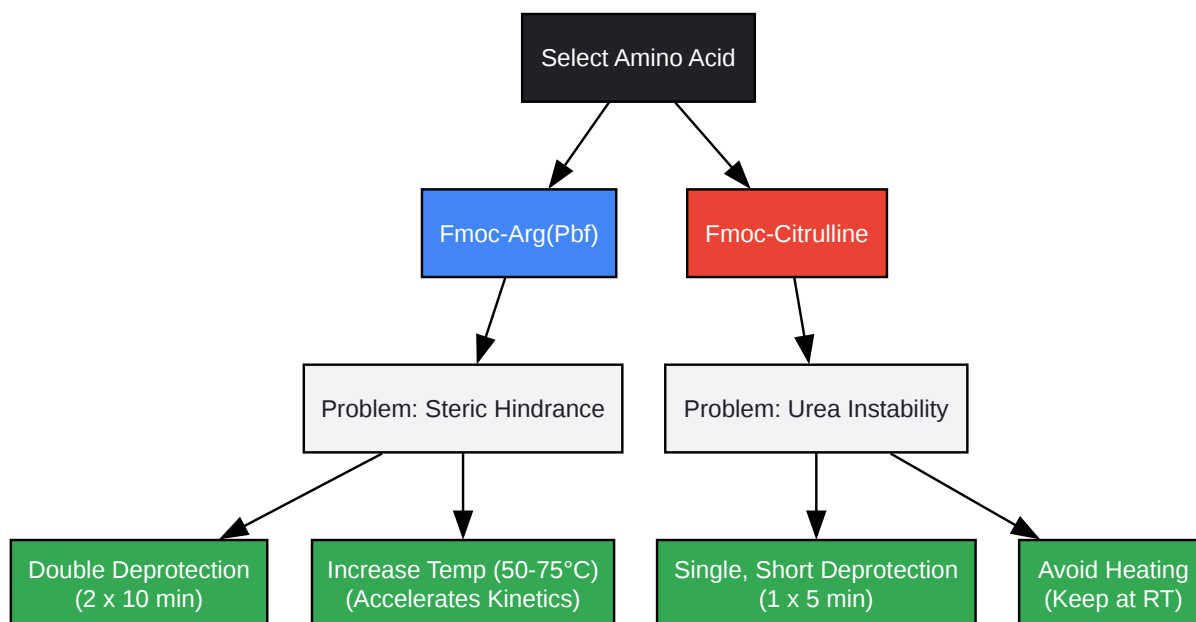 Select Amino Acid
Fmoc-Arg(Pbf)
Fmoc-Citrulline
Problem: Steric Hindrance
Problem: Urea Instability
Double Deprotection
(2 x 10 min)
Increase Temp (50-75°C)
(Accelerates Kinetics)
Single, Short Deprotection
(1 x 5 min)
Avoid Heating
(Keep at RT)